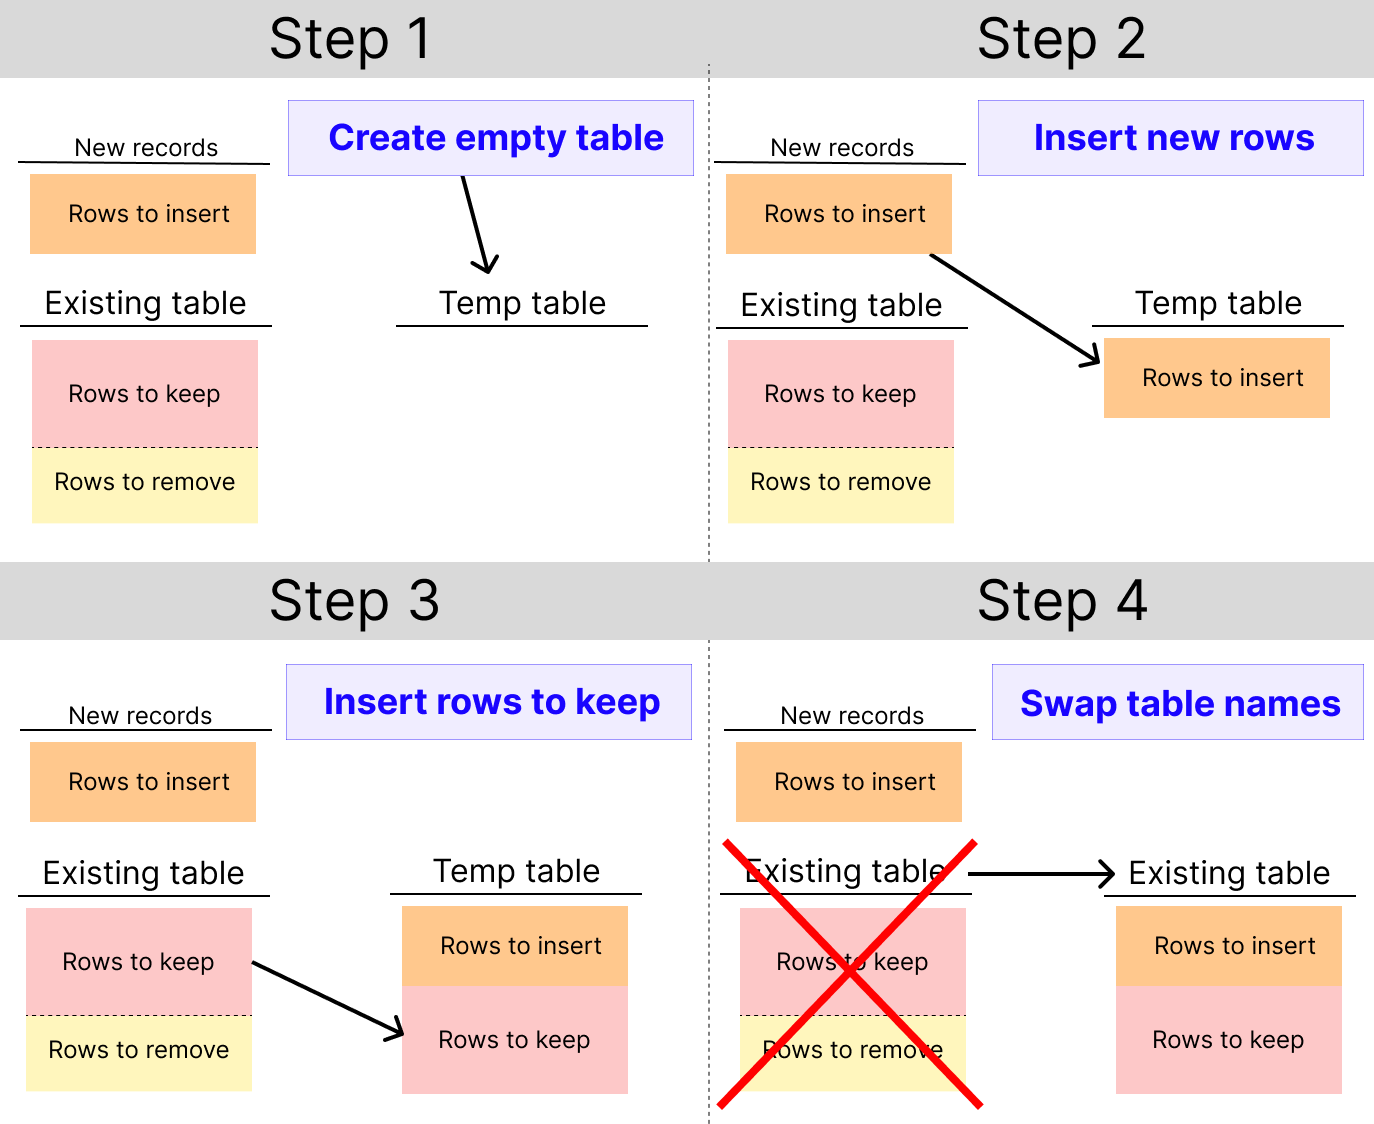 Step 1
Create empty table
New records
Rows to insert
Existing table
Temp table
Rows to keep
Rows to remove
Step 2
Insert new rows
New records
Rows to insert
Existing table
Temp table
Rows to insert
Rows to keep
Rows to remove
Step 3
Insert rows to keep
New records
Rows to insert
Existing table
Temp table
Rows to insert
Rows to keep
Rows to keep
Rows to remove
Step 4
Swap table names
New records
Rows to insert
Existing table
Existing table
Rows to insert
Rows to keep
Rows to keep
Rows to remove